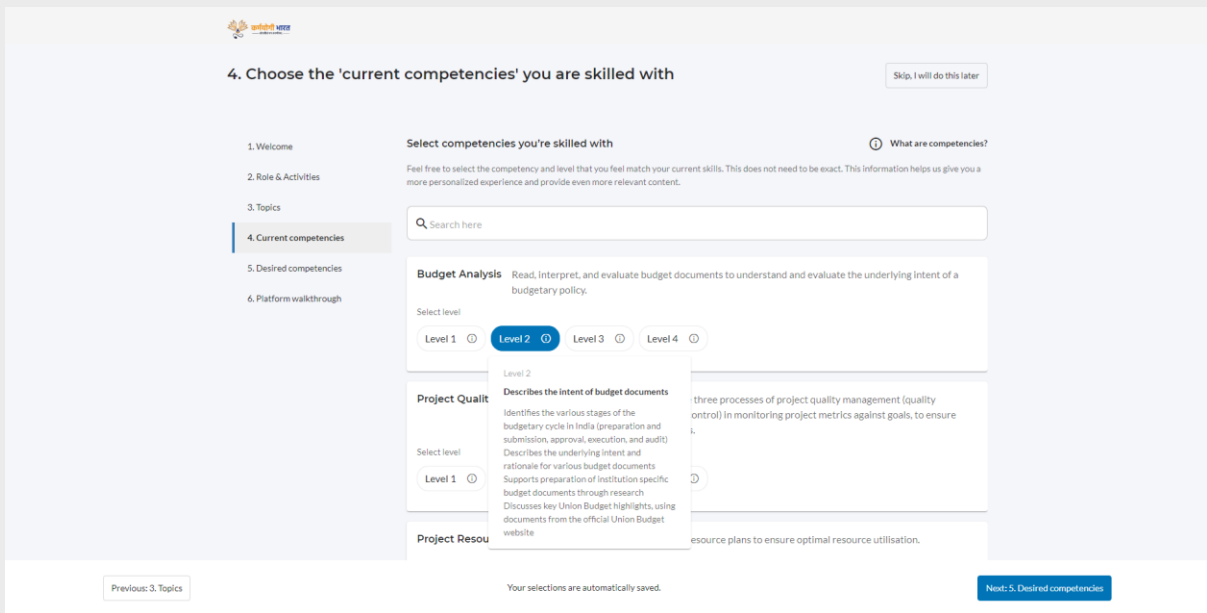 कर्मयोगी भारत
4. Choose the 'current competencies' you are skilled with
Skip, I will do this later
1. Welcome
2. Role & Activities
3. Topics
4. Current competencies
5. Desired competencies
6. Platform walkthrough
Select competencies you're skilled with
What are competencies?
Feel free to select the competency and level that you feel match your current skills. This does not need to be exact. This information helps us give you a
more personalized experience and provide even more relevant content.
Search here
Budget Analysis Read, interpret, and evaluate budget documents to understand and evaluate the underlying intent of a
budgetary policy.
Select level
Level 1 Level 2 Level 3 Level 4
Level 2
Describes the intent of budget documents
Identifies the various stages of the
budgetary cycle in India (preparation and
submission, approval, execution, and audit)
Describes the underlying intent and
rationale for various budget documents
Supports preparation of institution specific
budget documents through research
Discusses key Union Budget highlights, using
documents from the official Union Budget
website
Project Qualit three processes of project quality management (quality
ontrol) in monitoring project metrics against goals, to ensure
s.
Select level
Level 1
Project Resou esource plans to ensure optimal resource utilisation.
Previous: 3. Topics
Your selections are automatically saved.
Next: 5. Desired competencies